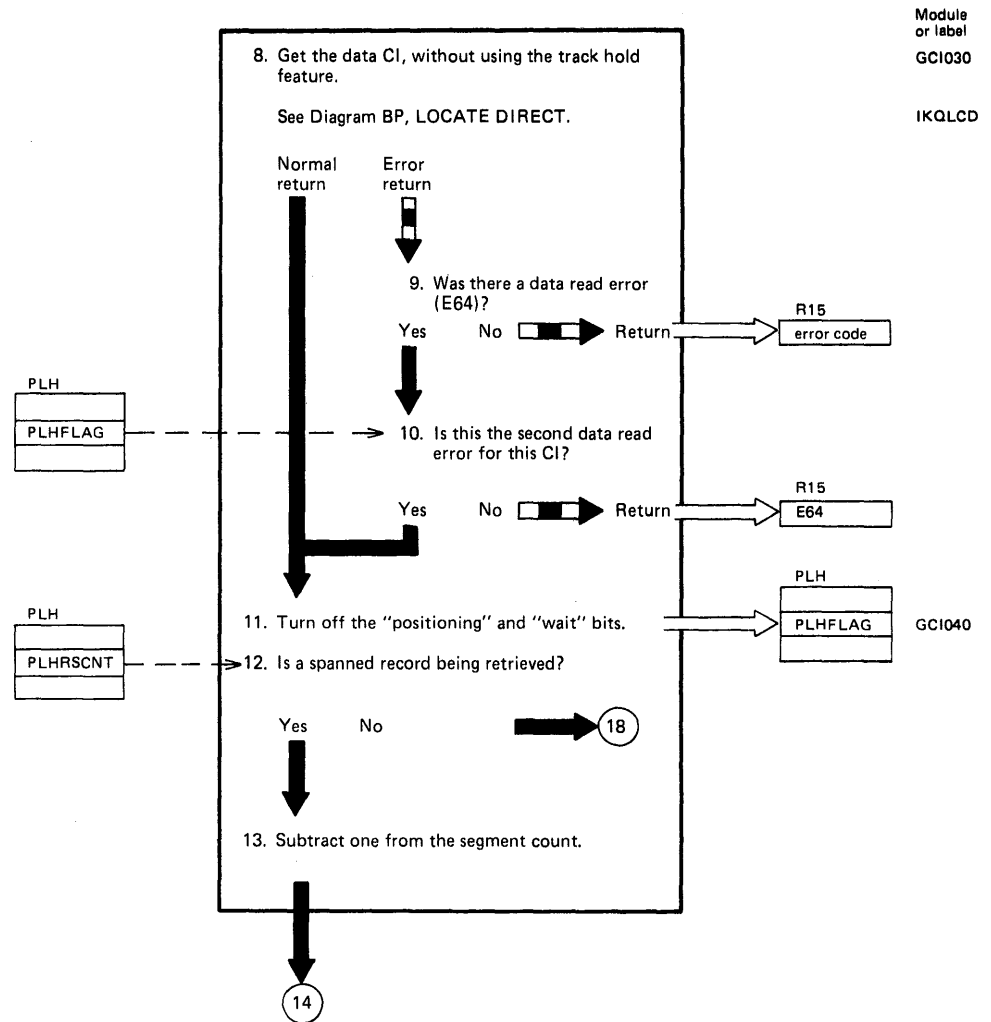 Module
or label
8. Get the data CI, without using the track hold
feature.
GCI030
See Diagram BP, LOCATE DIRECT.
IKQLCD
Normal
return
Error
return
9. Was there a data read error
(E64)?
Yes
No
Return
R15
error code
PLH
PLHFLAG
10. Is this the second data read
error for this CI?
Yes
No
Return
R15
E64
PLH
PLHFLAG
11. Turn off the "positioning" and "wait" bits.
GCI040
PLH
PLHRSCNT
12. Is a spanned record being retrieved?
Yes
No
18
13. Subtract one from the segment count.
14